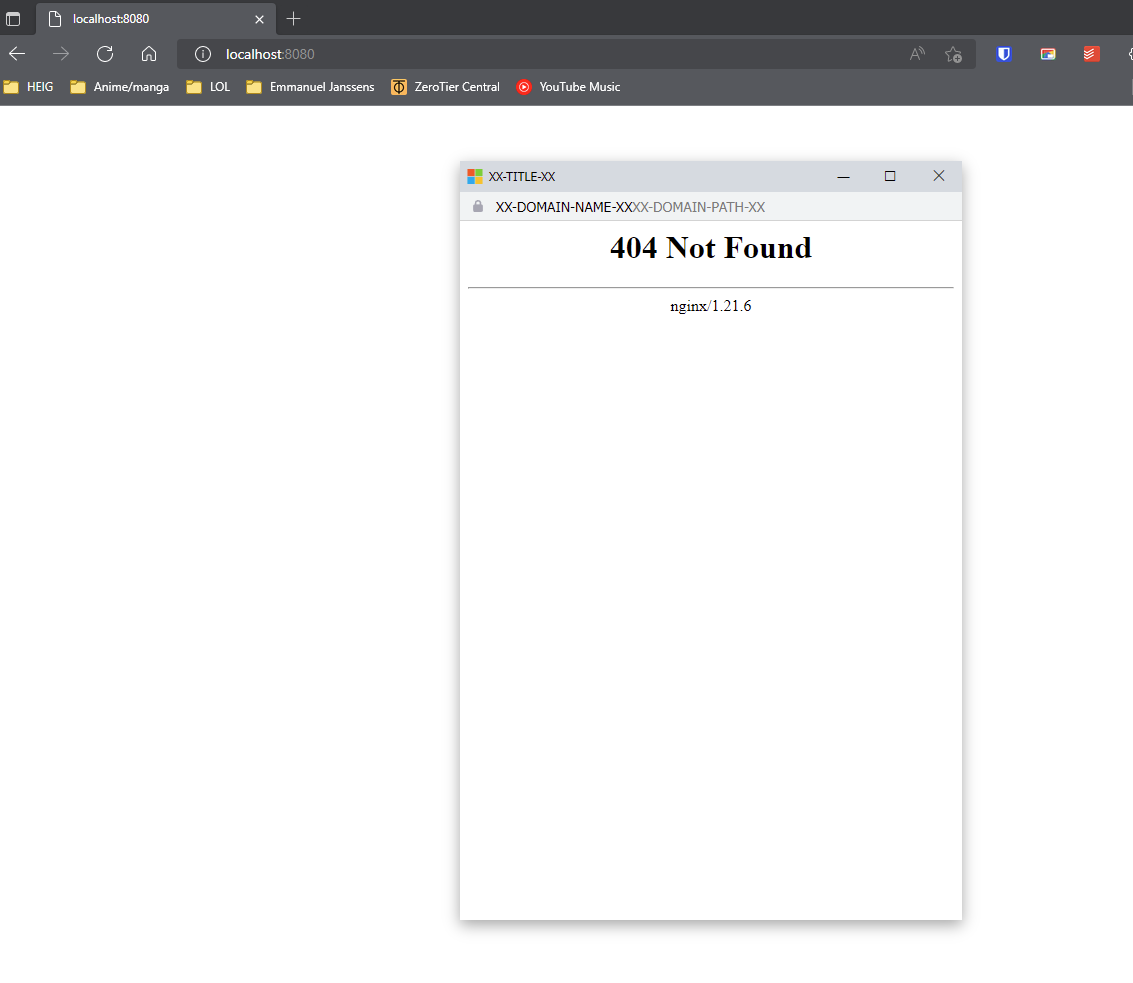 localhost:8080
localhost:8080
HEIG Anime/manga LOL Emmanuel Janssens ZeroTier Central YouTube Music
XX-TITLE-XX
XX-DOMAIN-NAME-XXXX-DOMAIN-PATH-XX
404 Not Found
nginx/1.21.6